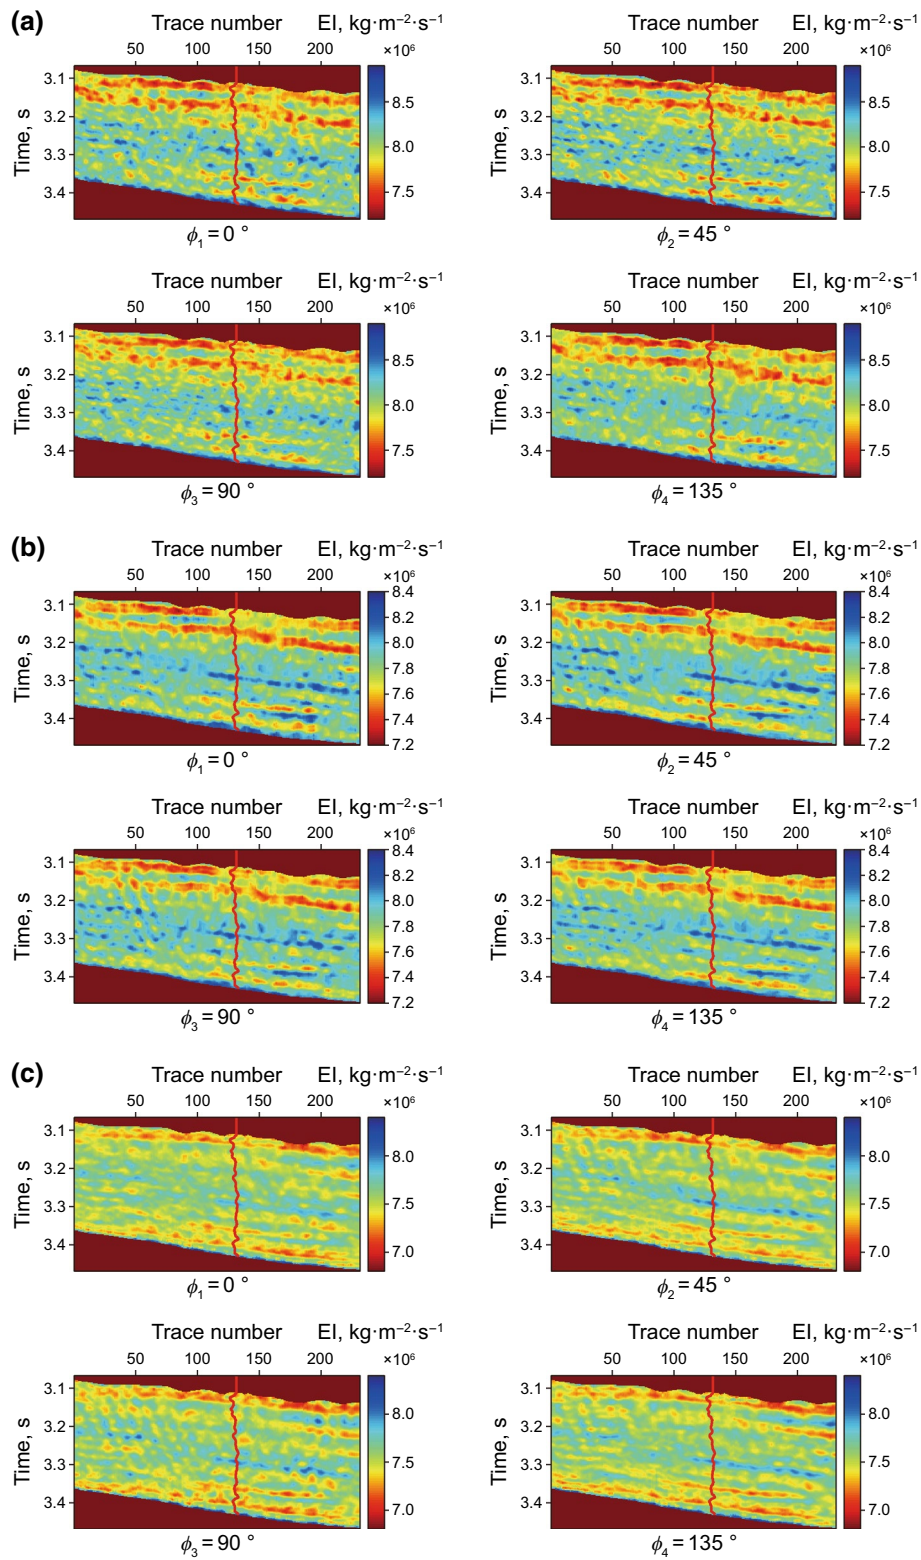 (a)
Trace number EI, kg·m⁻²·s⁻¹ Trace number EI, kg·m⁻²·s⁻¹
50 100 150 200 ×10⁶ 50 100 150 200 ×10⁶
3.1 3.1
8.5 8.5
3.2 3.2
Time, s 8.0 Time, s 8.0
3.3 3.3
3.4 7.5 3.4 7.5
ϕ₁ = 0 ° ϕ₂ = 45 °
Trace number EI, kg·m⁻²·s⁻¹ Trace number EI, kg·m⁻²·s⁻¹
50 100 150 200 ×10⁶ 50 100 150 200 ×10⁶
3.1 3.1
8.5 8.5
3.2 3.2
Time, s 8.0 Time, s 8.0
3.3 3.3
3.4 7.5 3.4 7.5
ϕ₃ = 90 ° ϕ₄ = 135 °
(b)
Trace number EI, kg·m⁻²·s⁻¹ Trace number EI, kg·m⁻²·s⁻¹
50 100 150 200 ×10⁶ 50 100 150 200 ×10⁶
8.4 8.4
3.1 3.1
8.2 8.2
3.2 8.0 3.2 8.0
Time, s 7.8 Time, s 7.8
3.3 7.6 3.3 7.6
3.4 7.4 3.4 7.4
7.2 7.2
ϕ₁ = 0 ° ϕ₂ = 45 °
Trace number EI, kg·m⁻²·s⁻¹ Trace number EI, kg·m⁻²·s⁻¹
50 100 150 200 ×10⁶ 50 100 150 200 ×10⁶
8.4 8.4
3.1 3.1
8.2 8.2
3.2 8.0 3.2 8.0
Time, s 7.8 Time, s 7.8
3.3 7.6 3.3 7.6
3.4 7.4 3.4 7.4
7.2 7.2
ϕ₃ = 90 ° ϕ₄ = 135 °
(c)
Trace number EI, kg·m⁻²·s⁻¹ Trace number EI, kg·m⁻²·s⁻¹
50 100 150 200 ×10⁶ 50 100 150 200 ×10⁶
3.1 3.1
3.2 8.0 3.2 8.0
Time, s 7.5 Time, s 7.5
3.3 3.3
3.4 7.0 3.4 7.0
ϕ₁ = 0 ° ϕ₂ = 45 °
Trace number EI, kg·m⁻²·s⁻¹ Trace number EI, kg·m⁻²·s⁻¹
50 100 150 200 ×10⁶ 50 100 150 200 ×10⁶
3.1 3.1
3.2 8.0 3.2 8.0
Time, s 7.5 Time, s 7.5
3.3 3.3
3.4 7.0 3.4 7.0
ϕ₃ = 90 ° ϕ₄ = 135 °